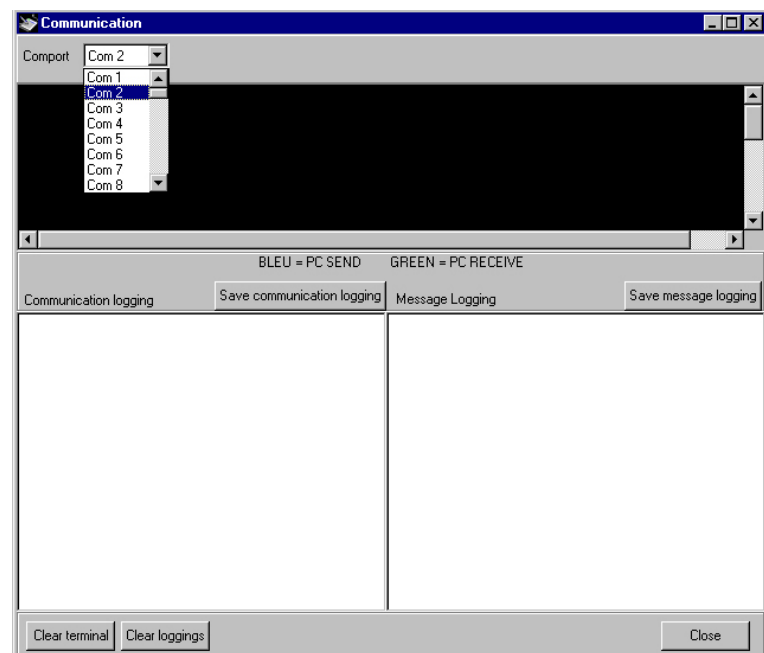 Communication
Comport Com 2
Com 1
Com 2
Com 3
Com 4
Com 5
Com 6
Com 7
Com 8
BLEU = PC SEND GREEN = PC RECEIVE
Communication logging Save communication logging Message Logging Save message logging
Clear terminal Clear loggings Close